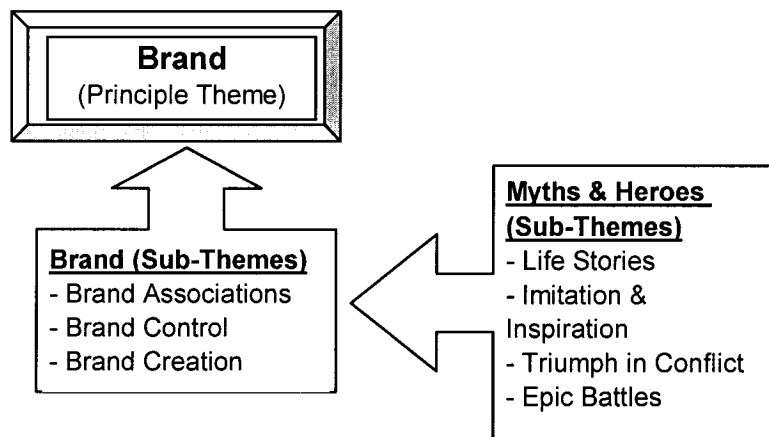 Brand
(Principle Theme)
Brand (Sub-Themes)
- Brand Associations
- Brand Control
- Brand Creation
Myths & Heroes
(Sub-Themes)
- Life Stories
- Imitation &
Inspiration
- Triumph in Conflict
- Epic Battles